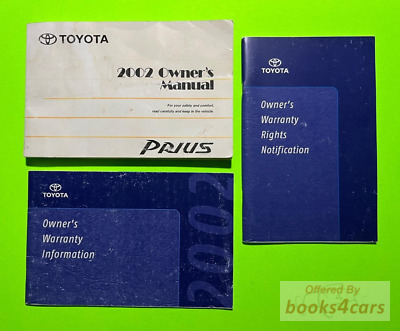 TOYOTA
2002 Owner's
Manual
For your safety and comfort,
read carefully and keep in the vehicle.
PRIUS
TOYOTA
Owner's
Warranty
Rights
Notification
TOYOTA
Owner's
Warranty
Information
2002
Offered By
books4cars